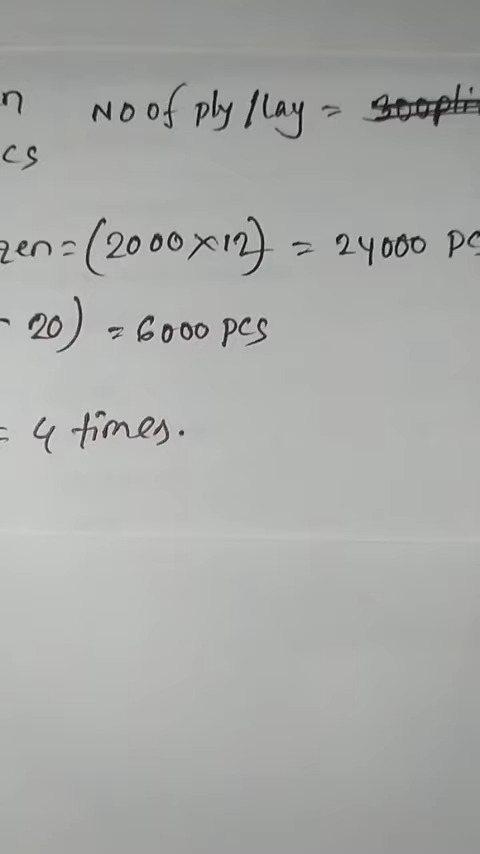 n No of ply/lay =
cs
zen = (2000×12) = 24000 pc
- 20) = 6000 pcs
= 4 times.